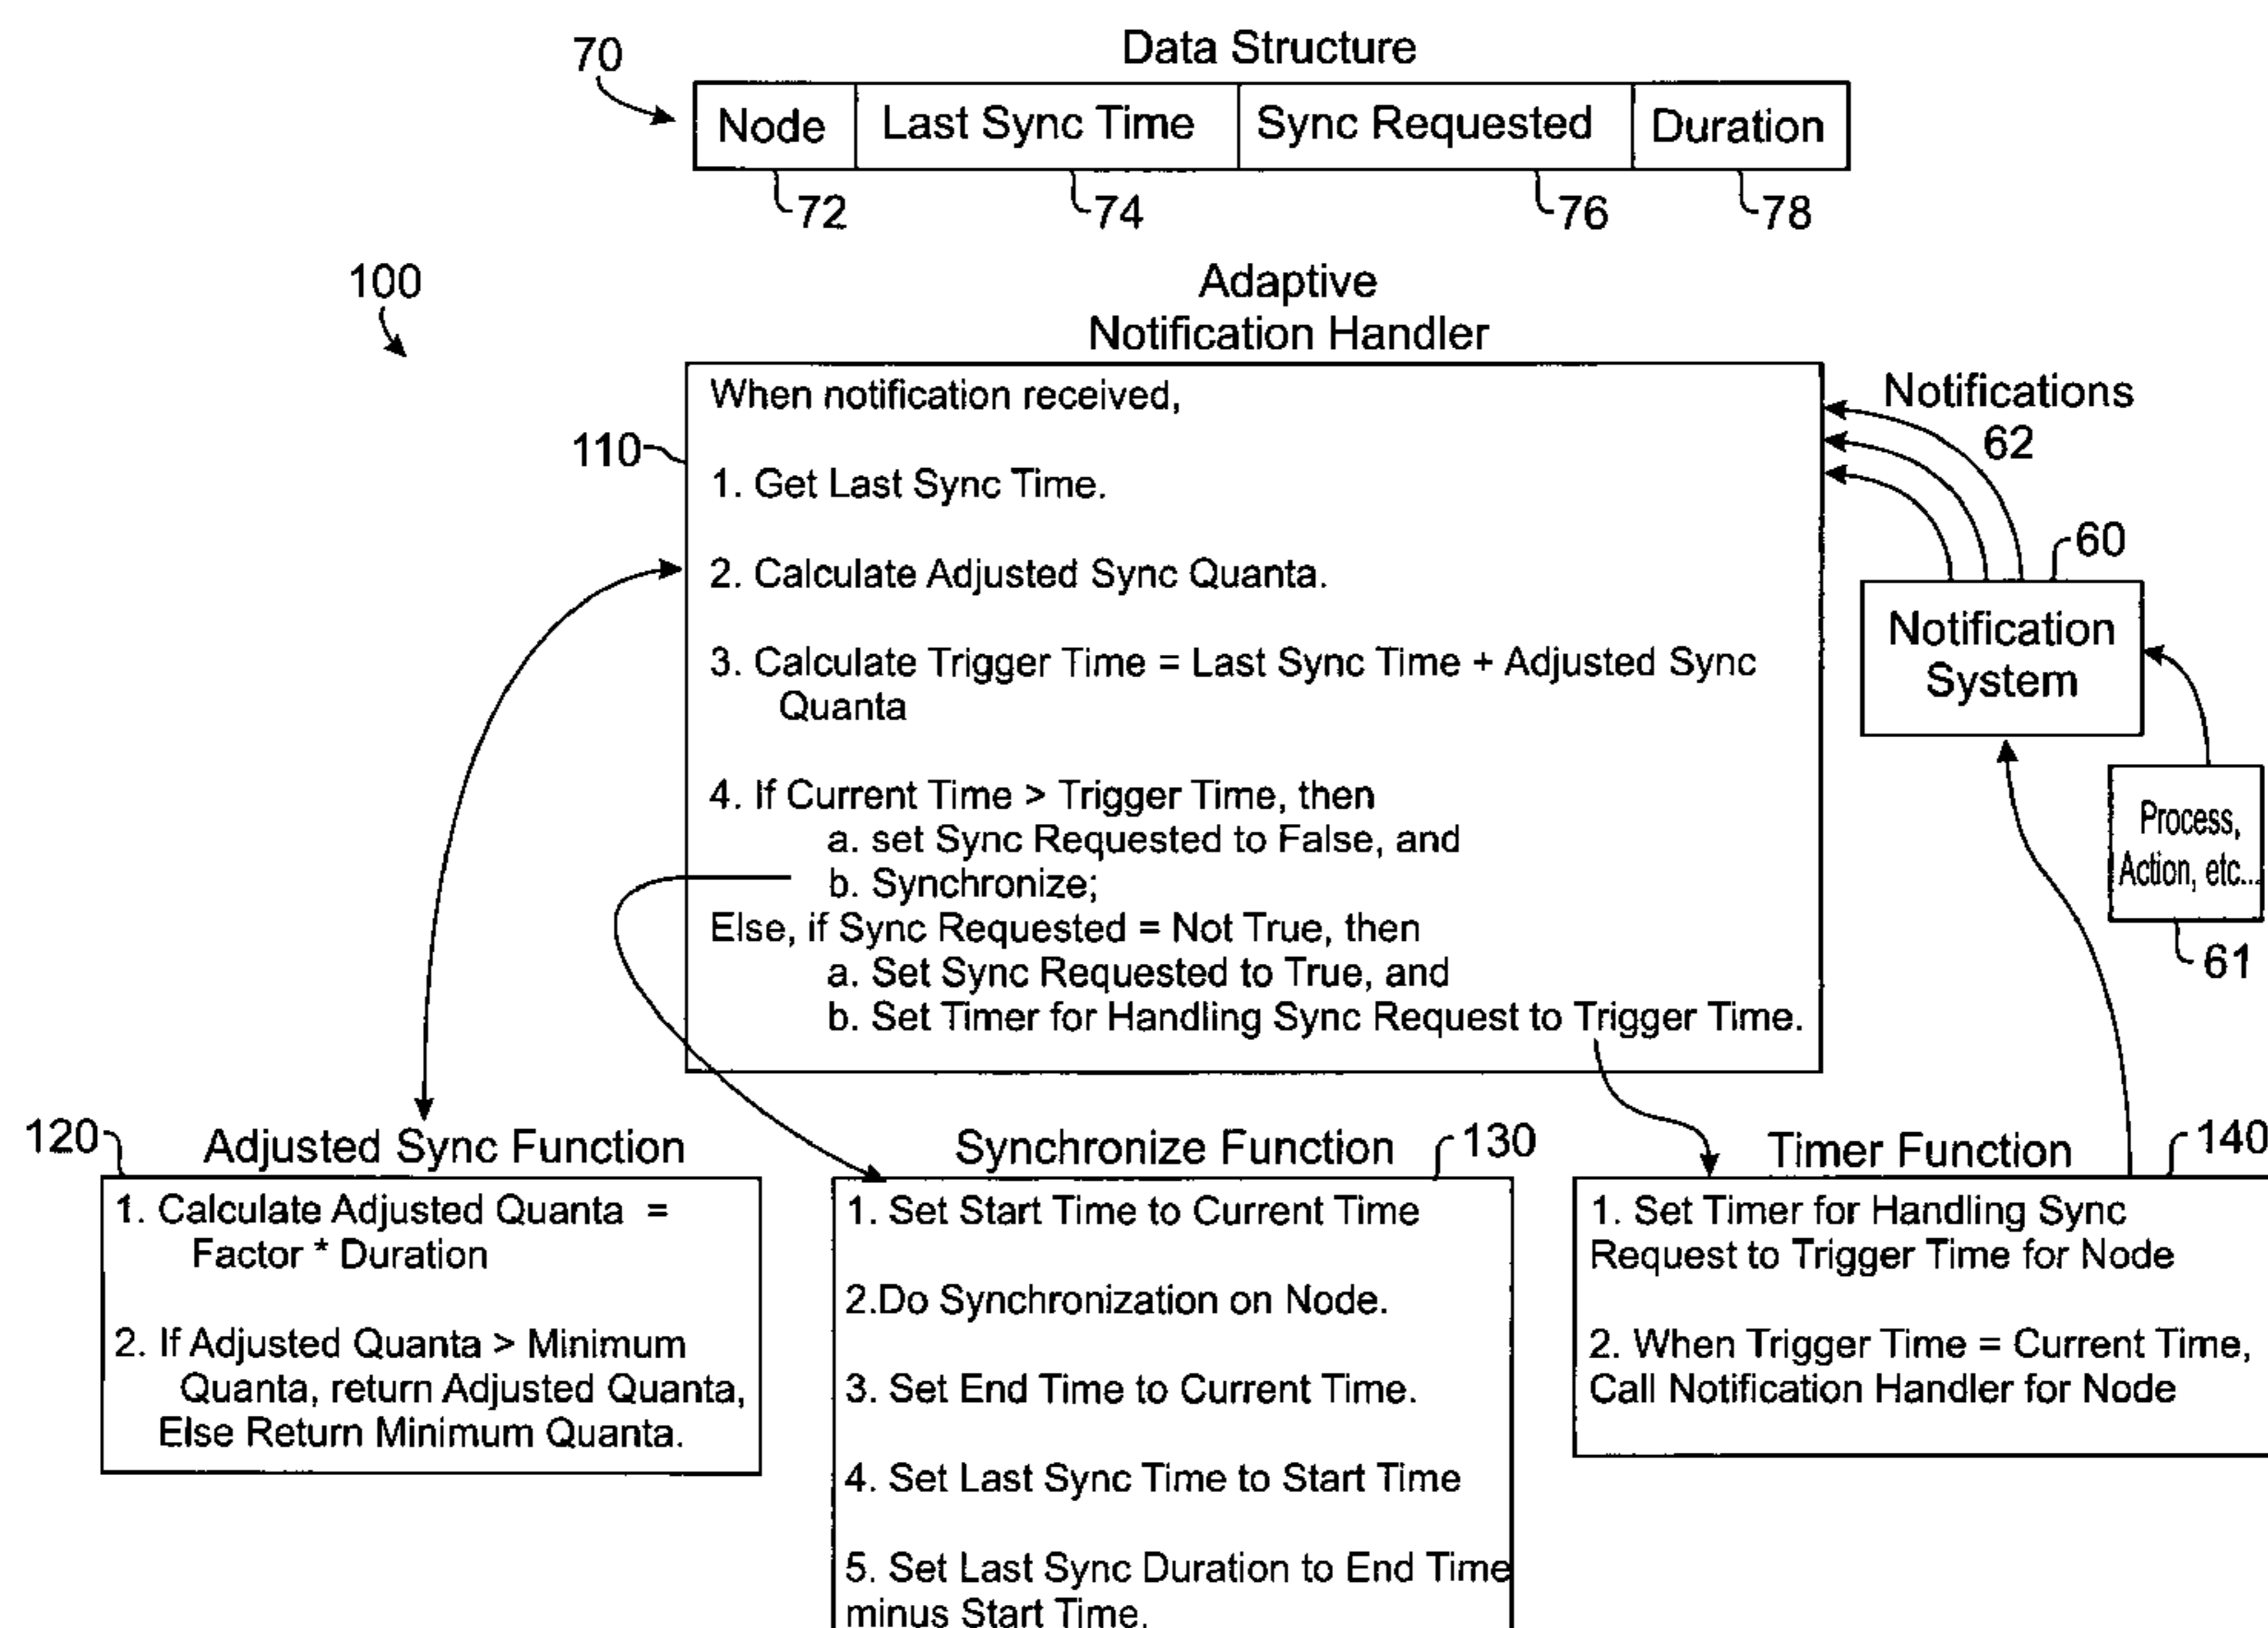 Data Structure
70
Node
Last Sync Time
Sync Requested
Duration
72
74
76
78
100
Adaptive
Notification Handler
110
When notification received,
1. Get Last Sync Time.
2. Calculate Adjusted Sync Quanta.
3. Calculate Trigger Time = Last Sync Time + Adjusted Sync
Quanta
4. If Current Time > Trigger Time, then
a. set Sync Requested to False, and
b. Synchronize;
Else, if Sync Requested = Not True, then
a. Set Sync Requested to True, and
b. Set Timer for Handling Sync Request to Trigger Time.
Notifications
62
60
Notification
System
Process,
Action, etc...
61
120
Adjusted Sync Function
1. Calculate Adjusted Quanta =
Factor * Duration
2. If Adjusted Quanta > Minimum
Quanta, return Adjusted Quanta,
Else Return Minimum Quanta.
Synchronize Function
130
1. Set Start Time to Current Time
2.Do Synchronization on Node.
3. Set End Time to Current Time.
4. Set Last Sync Time to Start Time
5. Set Last Sync Duration to End Time
minus Start Time.
Timer Function
140
1. Set Timer for Handling Sync
Request to Trigger Time for Node
2. When Trigger Time = Current Time,
Call Notification Handler for Node